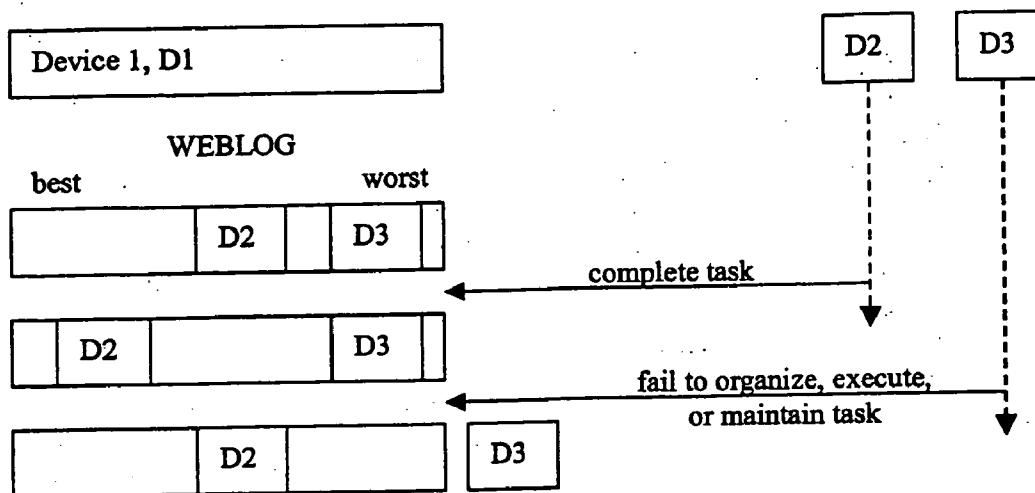 Device 1, D1
D2
D3
WEBLOG
best
worst
D2
D3
complete task
D2
D3
fail to organize, execute,
or maintain task
D2
D3